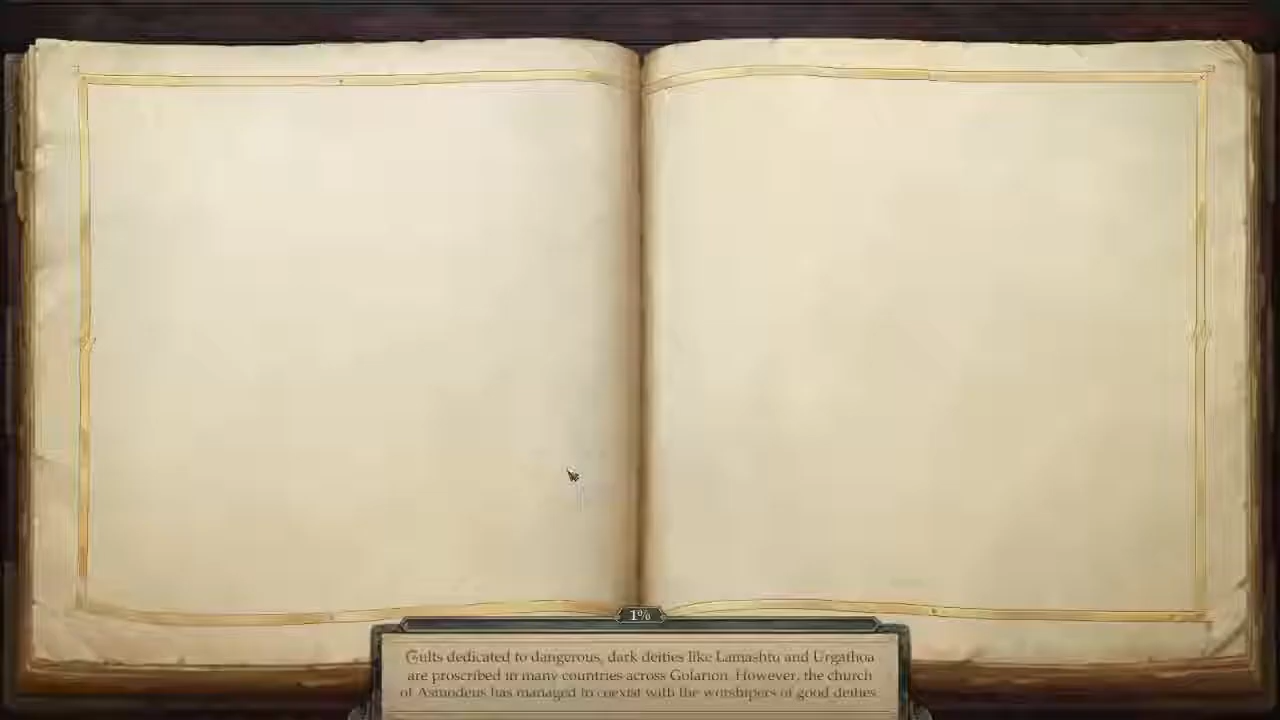 1%
Cults dedicated to dangerous, dark deities like Lamashtu and Urgathoa
are proscribed in many countries across Golarion. However, the church
of Asmodeus has managed to coexist with the worshipers of good deities.